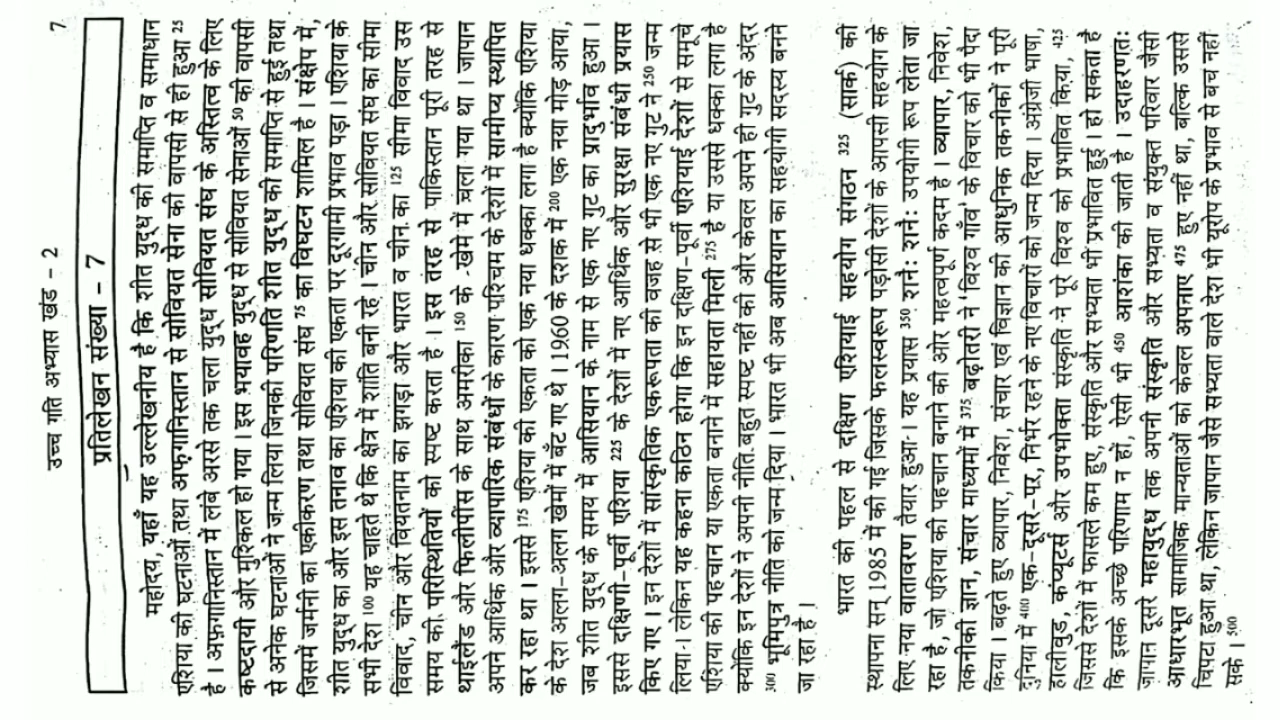 उच्च गति अभ्यास खंड – 2 7
प्रतिलेखन संख्या – 7
महोदय, यहाँ यह उल्लेखनीय है कि शीत युद्ध की समाप्ति व समाधान
एशिया की घटनाओं तथा अफ़गानिस्तान से सोवियत सेना की वापसी से ही हुआ 25
है । अफ़गानिस्तान में लंबे अरसे तक चला युद्ध सोवियत संघ के अस्तित्व के लिए
कष्टदायी और मुश्किल हो गया । इस भयावह युद्ध से सोवियत सेनाओं 50 की वापसी
से अनेक घटनाओं ने जन्म लिया जिनकी परिणति शीत युद्ध की समाप्ति से हुई तथा
जिसमें जर्मनी का एकीकरण तथा सोवियत संघ 75 का विघटन शामिल है । संक्षेप में,
शीत युद्ध का और इस तनाव का एशिया की एकता पर दूरगामी प्रभाव पड़ा । एशिया के
सभी देश 100 यह चाहते थे कि क्षेत्र में शांति बनी रहे । चीन और सोवियत संघ का सीमा
विवाद, चीन और वियतनाम का झगड़ा और भारत व चीन का 125 सीमा विवाद उस
समय की परिस्थितियों को स्पष्ट करता है । इस तरह से पाकिस्तान पूरी तरह से
थाईलैंड और फिलीपींस के साथ अमरीका 150 के खेमे में चला गया था । जापान
अपने आर्थिक और व्यापारिक संबंधों के कारण पश्चिम के देशों में सामीप्य स्थापित
कर रहा था । इससे 175 एशिया की एकता को एक नया धक्का लगा है क्योंकि एशिया
के देश अलग-अलग खेमों में बँट गए थे । 1960 के दशक में 200 एक नया मोड़ आया,
जब शीत युद्ध के समय में आसियान के नाम से एक नए गुट का प्रादुर्भाव हुआ ।
इससे दक्षिणी-पूर्वी एशिया 225 के देशों में नए आर्थिक और सुरक्षा संबंधी प्रयास
किए गए । इन देशों में सांस्कृतिक एकरूपता की वजह से भी एक नए गुट ने 250 जन्म
लिया । लेकिन यह कहना कठिन होगा कि इन दक्षिण-पूर्वी एशियाई देशों से समूचे
एशिया की पहचान या एकता बनाने में सहायता मिली 275 है या उससे धक्का लगा है
क्योंकि इन देशों ने अपनी नीति बहुत स्पष्ट नहीं की और केवल अपने ही गुट के अंदर
300 भूमिपुत्र नीति को जन्म दिया । भारत भी अब आसियान का सहयोगी सदस्य बनने
जा रहा है ।
भारत की पहल से दक्षिण एशियाई सहयोग संगठन 325 (सार्क) की
स्थापना सन् 1985 में की गई जिसके फलस्वरूप पड़ोसी देशों के आपसी सहयोग के
लिए नया वातावरण तैयार हुआ । यह प्रयास 350 शनै: शनै: उपयोगी रूप लेता जा
रहा है, जो एशिया की पहचान बनाने की ओर महत्वपूर्ण कदम है । व्यापार, निवेश,
तकनीकी ज्ञान, संचार माध्यमों में 375 बढ़ोतरी ने 'विश्व गाँव' के विचार को भी पैदा
किया । बढ़ते हुए व्यापार, निवेश, संचार एवं विज्ञान की आधुनिक तकनीकों ने पूरी
दुनिया में 400 एक-दूसरे-पर निर्भर रहने के नए विचारों को जन्म दिया । अंग्रेजी भाषा,
हालीवुड, कंप्यूटर्स और उपभोक्ता संस्कृति ने पूरे विश्व को प्रभावित किया, 425
जिससे देशों में फासले कम हुए, संस्कृति और सभ्यता भी प्रभावित हुई । हो सकता है
कि इसके अच्छे परिणाम न हों, ऐसी भी 450 आशंका की जाती है । उदाहरणत:
जापान दूसरे महायुद्ध तक अपनी संस्कृति और सभ्यता व संयुक्त परिवार जैसी
आधारभूत सामाजिक मान्यताओं को केवल अपनाए 475 हुए नहीं था, बल्कि उससे
चिपटा हुआ था, लेकिन जापान जैसे सभ्यता वाले देश भी यूरोप के प्रभाव से बच नहीं
सके । 500